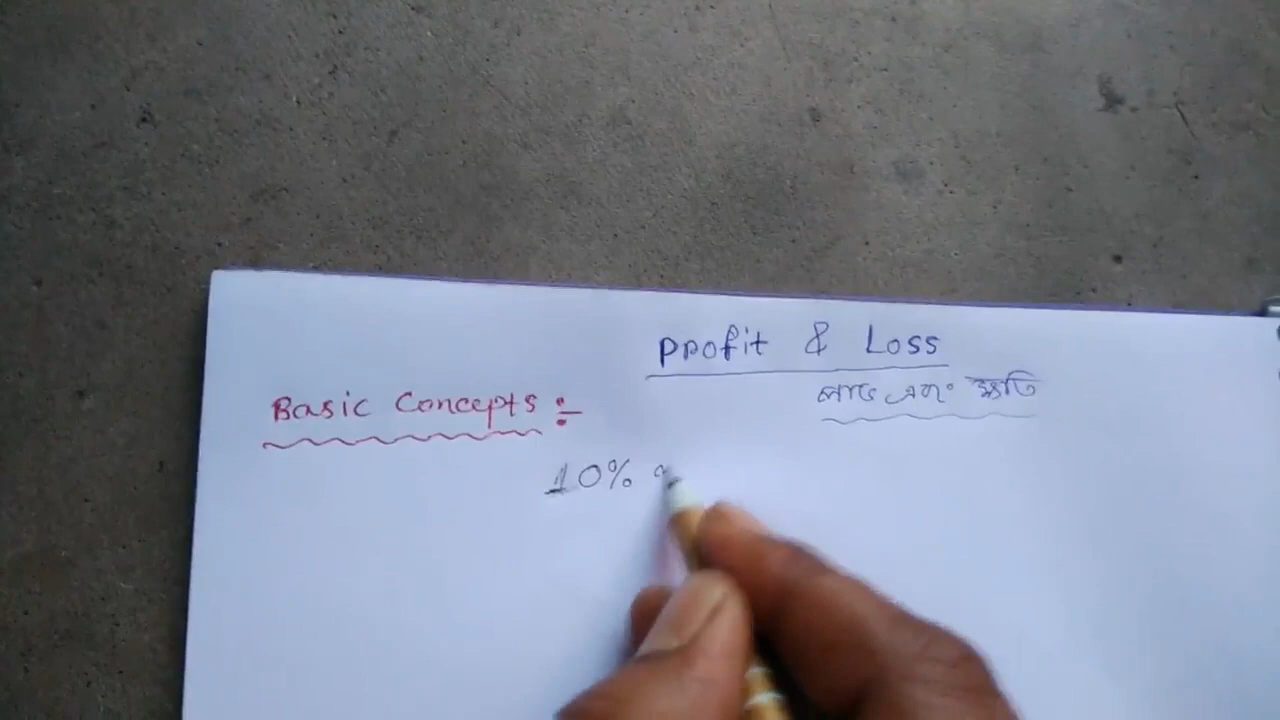 Profit & Loss
লাভ এবং ক্ষতি
Basic Concepts :-
10%